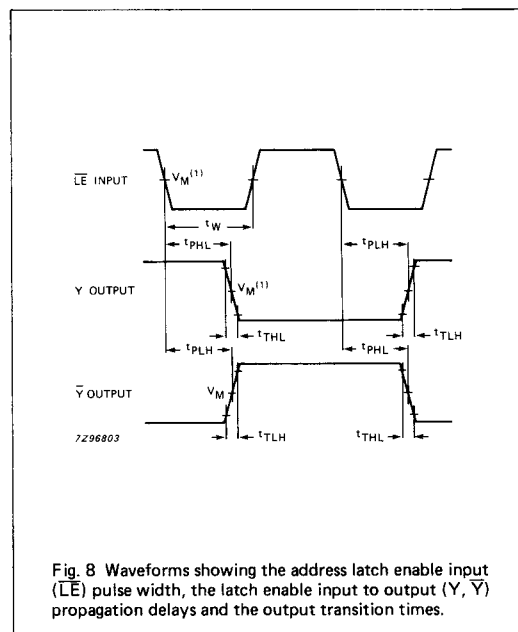 LE INPUT
VM(1)
tW
tPHL
tPLH
Y OUTPUT
VM(1)
tTHL
tTLH
tPLH
tPHL
Y OUTPUT
VM
tTLH
tTHL
7Z96803
Fig. 8 Waveforms showing the address latch enable input
(LE) pulse width, the latch enable input to output (Y, Y)
propagation delays and the output transition times.